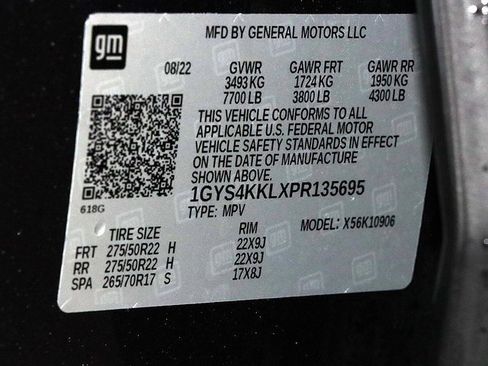 gm
MFD BY GENERAL MOTORS LLC
08/22 GVWR GAWR FRT GAWR RR
3493 KG 1724 KG 1950 KG
7700 LB 3800 LB 4300 LB
THIS VEHICLE CONFORMS TO ALL
APPLICABLE U.S. FEDERAL MOTOR
VEHICLE SAFETY STANDARDS IN EFFECT
ON THE DATE OF MANUFACTURE
SHOWN ABOVE.
1GYS4KKLXPR135695
618G
TYPE: MPV
MODEL: X56K10906
TIRE SIZE RIM
FRT 275/50R22 H 22X9J
RR 275/50R22 H 22X9J
SPA 265/70R17 S 17X8J